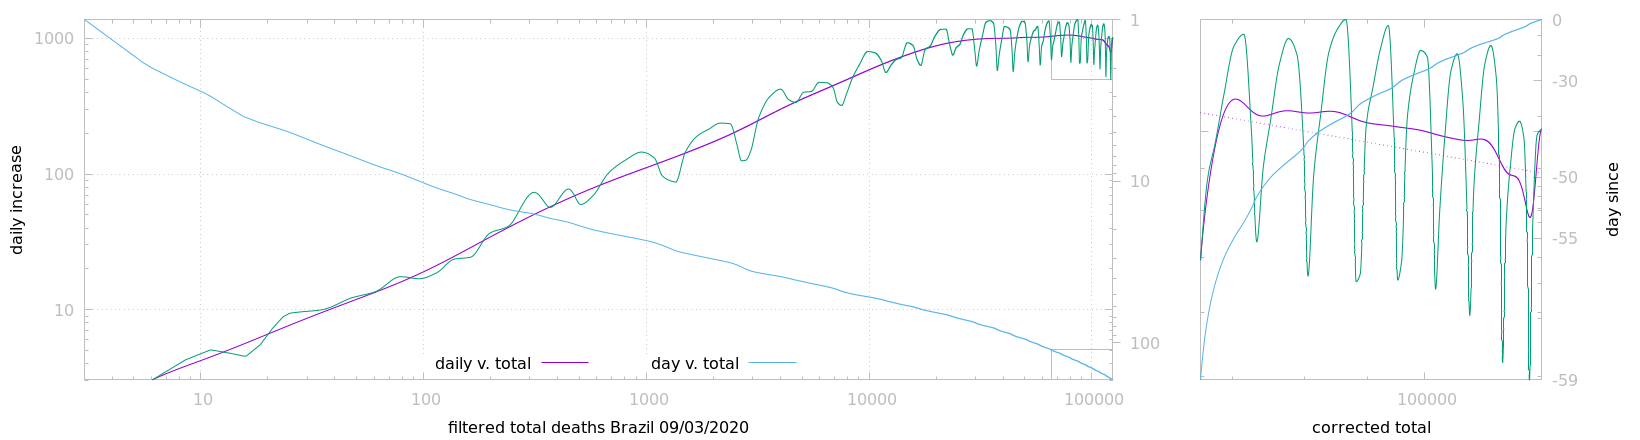 daily increase
1000
100
10
daily v. total
day v. total
1
10
100
10
100
1000
10000
100000
filtered total deaths Brazil 09/03/2020
0
-30
-50
-55
-59
day since
100000
corrected total